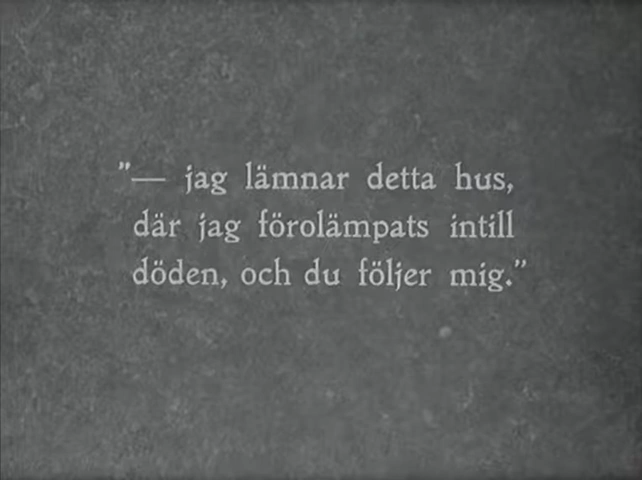 "— jag lämnar detta hus,
där jag förolämpats intill
döden, och du följer mig."